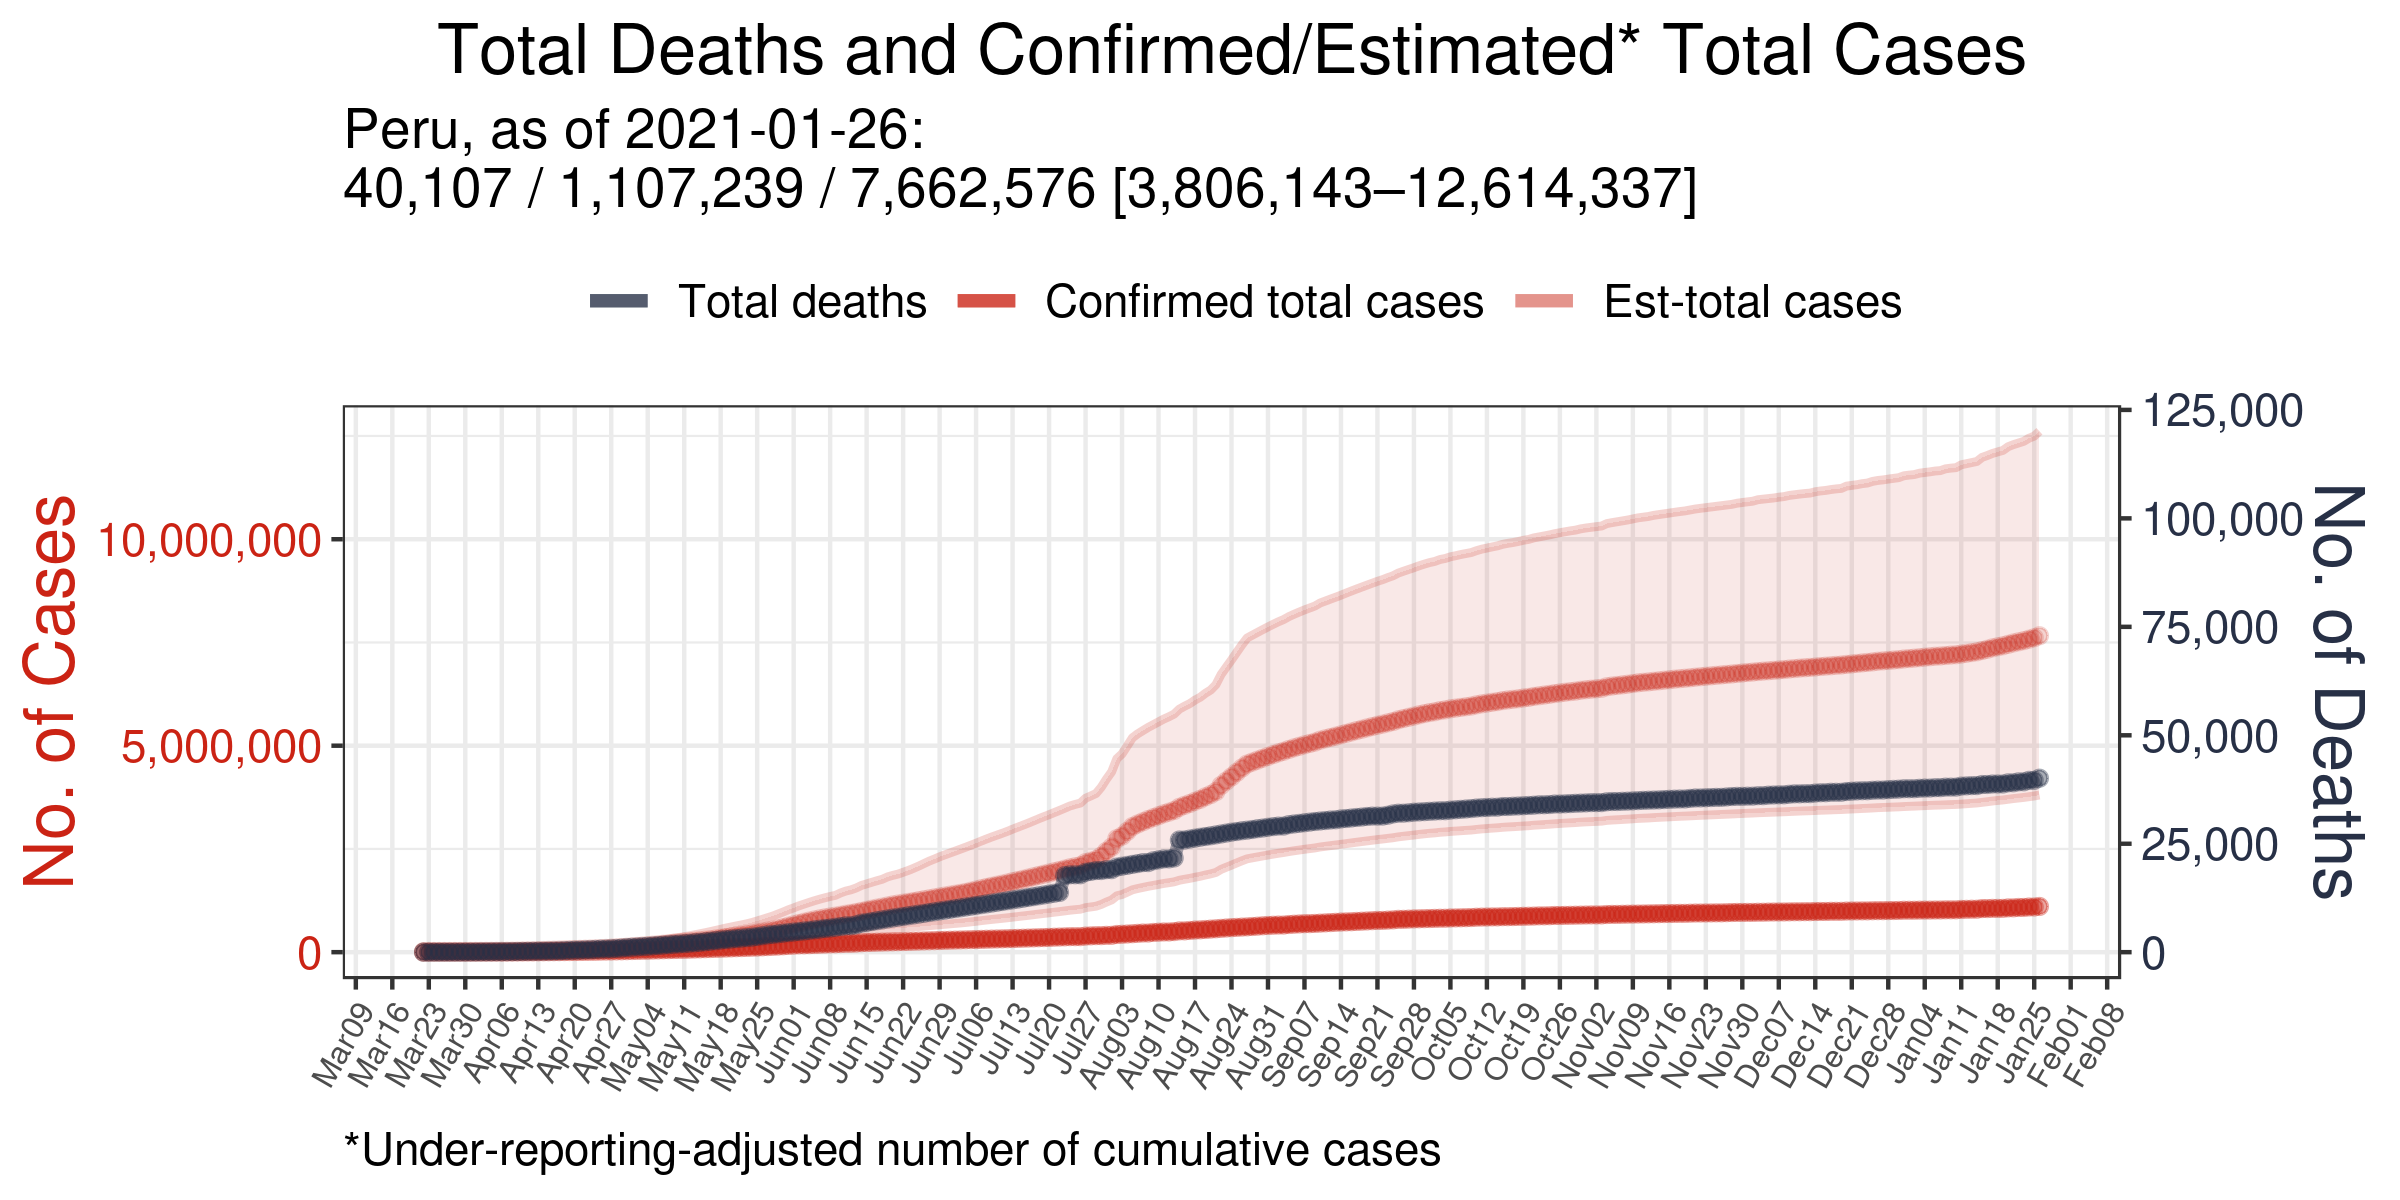 Total Deaths and Confirmed/Estimated* Total Cases
Peru, as of 2021-01-26:
40,107 / 1,107,239 / 7,662,576 [3,806,143–12,614,337]
Total deaths
Confirmed total cases
Est-total cases
No. of Cases
10,000,000
5,000,000
0
125,000
100,000
75,000
50,000
25,000
0
No. of Deaths
Mar09
Mar16
Mar23
Mar30
Apr06
Apr13
Apr20
Apr27
May04
May11
May18
May25
Jun01
Jun08
Jun15
Jun22
Jun29
Jul06
Jul13
Jul20
Jul27
Aug03
Aug10
Aug17
Aug24
Aug31
Sep07
Sep14
Sep21
Sep28
Oct05
Oct12
Oct19
Oct26
Nov02
Nov09
Nov16
Nov23
Nov30
Dec07
Dec14
Dec21
Dec28
Jan04
Jan11
Jan18
Jan25
Feb01
Feb08
*Under-reporting-adjusted number of cumulative cases